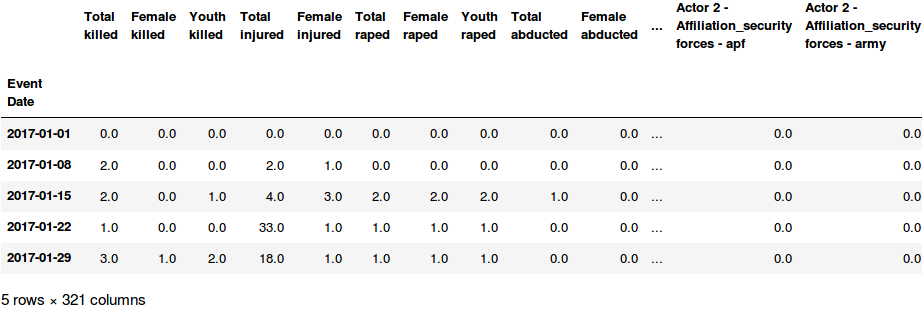 Total killed Female killed Youth killed Total injured Female injured Total raped Female raped Youth raped Total abducted Female abducted ... Actor 2 - Affiliation_security forces - apf Actor 2 - Affiliation_security forces - army
Event Date
2017-01-01 0.0 0.0 0.0 0.0 0.0 0.0 0.0 0.0 0.0 0.0 ... 0.0 0.0
2017-01-08 2.0 0.0 0.0 2.0 1.0 0.0 0.0 0.0 0.0 0.0 ... 0.0 0.0
2017-01-15 2.0 0.0 1.0 4.0 3.0 2.0 2.0 2.0 1.0 0.0 ... 0.0 0.0
2017-01-22 1.0 0.0 0.0 33.0 1.0 1.0 1.0 1.0 0.0 0.0 ... 0.0 0.0
2017-01-29 3.0 1.0 2.0 18.0 1.0 1.0 1.0 1.0 0.0 0.0 ... 0.0 0.0
5 rows × 321 columns